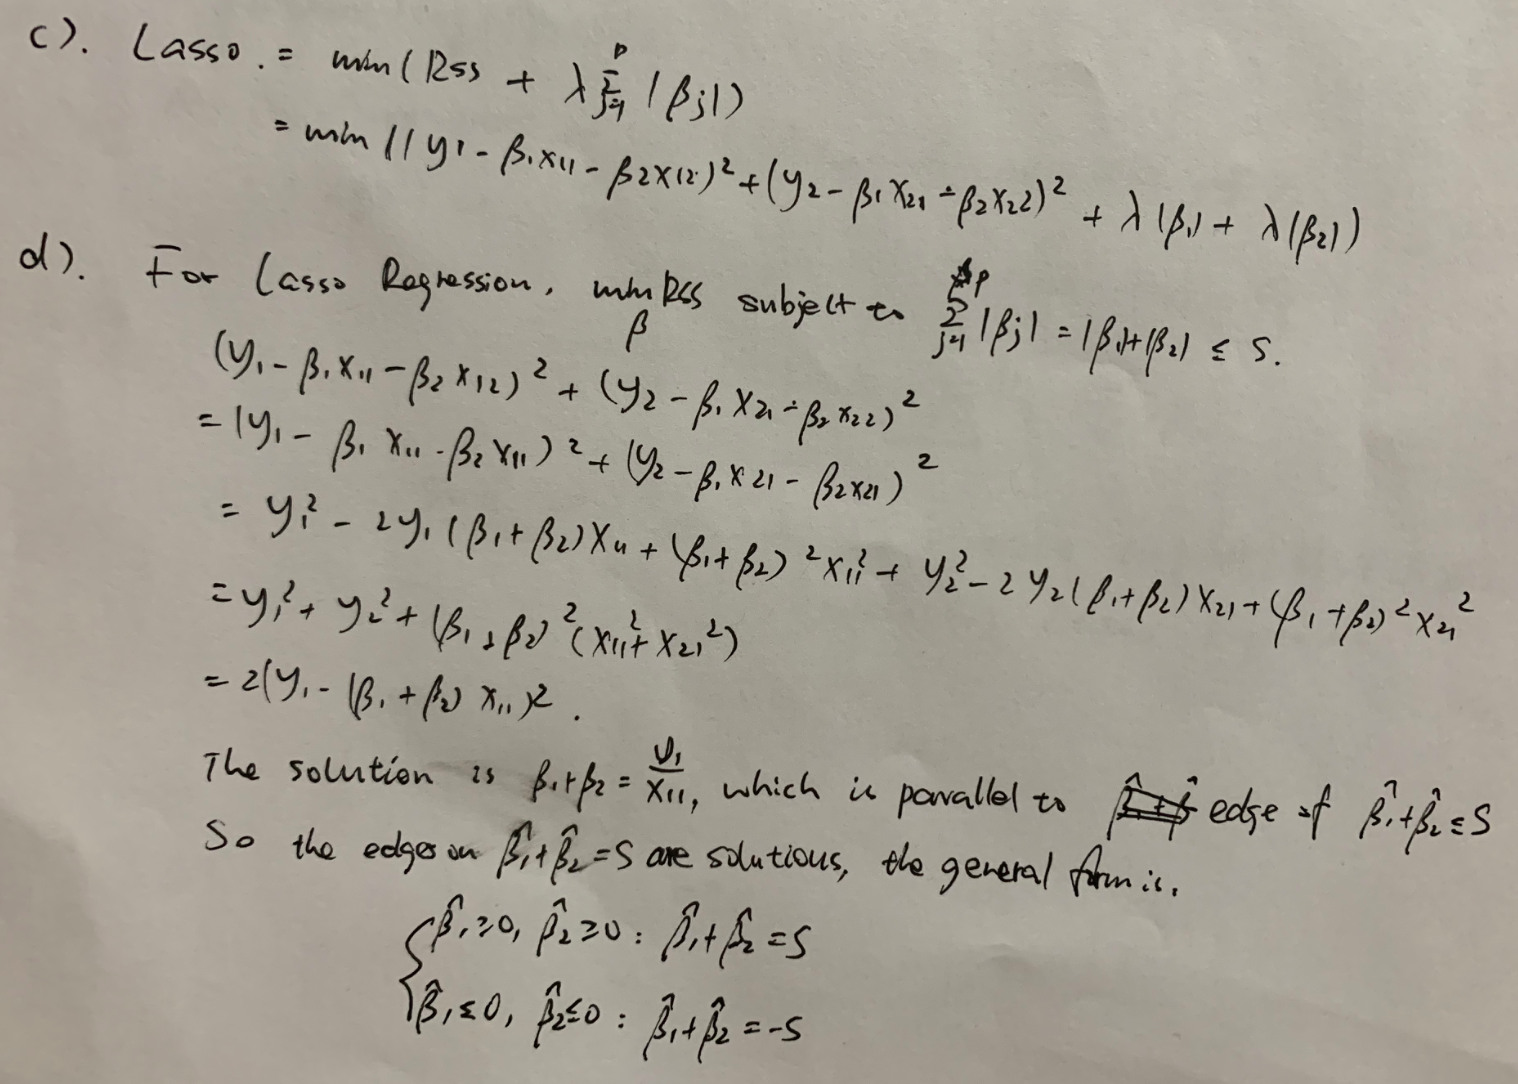 c). Lasso. = min(RSS + λ Σ_{j=1}^{p} |βj|)
= min((y1 - β1x11 - β2x12)² + (y2 - β1x21 - β2x22)² + λ|β1| + λ|β2|)
d). For Lasso Regression, min_β RSS subject to Σ_{j=1}^{p} |βj| = |β1|+|β2| ≤ S.
(y1 - β1x11 - β2x12)² + (y2 - β1x21 - β2x22)²
= (y1 - β1x11 - β2x11)² + (y2 - β1x21 - β2x21)²
= y1² - 2y1(β1+β2)x11 + (β1+β2)²x11² + y2² - 2y2(β1+β2)x21 + (β1+β2)²x21²
= y1² + y2² + (β1+β2)²(x11² + x21²)
= 2(y1 - (β1+β2)x11)².
The solution is β1+β2 = y1/x11, which is parallel to edge of β̂1+β̂2 ≤ S
So the edges on β̂1+β̂2 = S are solutions, the general form is.
{ β̂1 ≥ 0, β̂2 ≥ 0 : β̂1+β̂2 = S
β̂1 ≤ 0, β̂2 ≤ 0 : β̂1+β̂2 = -S